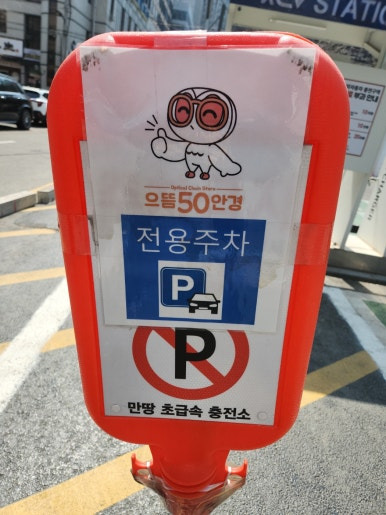 STATION
Optical Chain Store
으뜸50안경
전용주차
P
P
만땅 초급속 충전소